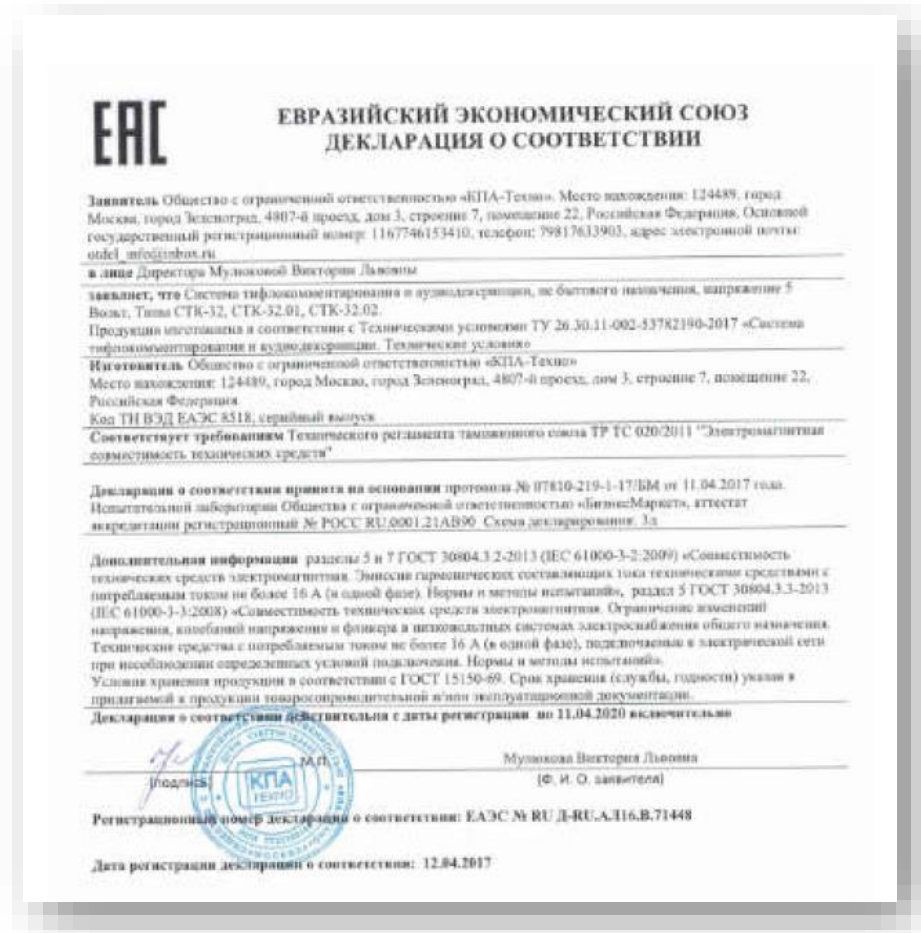 ЕАС
ЕВРАЗИЙСКИЙ ЭКОНОМИЧЕСКИЙ СОЮЗ
ДЕКЛАРАЦИЯ О СООТВЕТСТВИИ
Заявитель Общество с ограниченной ответственностью «КПА-Техно». Место нахождения: 124489, город
Москва, город Зеленоград, 4807-й проезд, дом 3, строение 7, помещение 22, Российская Федерация, Основной
государственный регистрационный номер: 1167746153410, телефон: 79817633903, адрес электронной почты:
otdel_info@inbox.ru
в лице Директора Мулюковой Виктории Львовны
заявляет, что Система тифлокомментирования и аудиодескрипции, не бытового назначения, напряжение 5
Вольт, Типы СТК-32, СТК-32.01, СТК-32.02.
Продукция изготовлена в соответствии с Техническими условиями ТУ 26.30.11-002-53782190-2017 «Система
тифлокомментирования и аудиодескрипции. Технические условия»
Изготовитель Общество с ограниченной ответственностью «КПА-Техно»
Место нахождения: 124489, город Москва, город Зеленоград, 4807-й проезд, дом 3, строение 7, помещение 22,
Российская Федерация
Код ТН ВЭД ЕАЭС 8518, серийный выпуск
Соответствует требованиям Технического регламента таможенного союза ТР ТС 020/2011 "Электромагнитная
совместимость технических средств"
Декларация о соответствии принята на основании протокола № 07810-219-1-17/БМ от 11.04.2017 года.
Испытательной лаборатории Общества с ограниченной ответственностью «БизнесМаркет», аттестат
аккредитации регистрационный № РОСС RU.0001.21АВ90 Схема декларирования: 3д
Дополнительная информация разделы 5 и 7 ГОСТ 30804.3.2-2013 (IEC 61000-3-2:2009) «Совместимость
технических средств электромагнитная. Эмиссия гармонических составляющих тока техническими средствами с
потребляемым током не более 16 А (в одной фазе). Нормы и методы испытаний», раздел 5 ГОСТ 30804.3.3-2013
(IEC 61000-3-3:2008) «Совместимость технических средств электромагнитная. Ограничение изменений
напряжения, колебаний напряжения и фликера в низковольтных системах электроснабжения общего назначения.
Технические средства с потребляемым током не более 16 А (в одной фазе), подключаемые к электрической сети
при несоблюдении определенных условий подключения. Нормы и методы испытаний».
Условия хранения продукции в соответствии с ГОСТ 15150-69. Срок хранения (службы, годности) указан в
прилагаемой к продукции товаросопроводительной и/или эксплуатационной документации.
Декларация о соответствии действительна с даты регистрации по 11.04.2020 включительно
М.П.
Мулюкова Виктория Львовна
(подпись)
(Ф. И. О. заявителя)
КПА
ТЕХНО
Регистрационный номер декларации о соответствии: ЕАЭС № RU Д-RU.АЛ16.В.71448
Дата регистрации декларации о соответствии: 12.04.2017